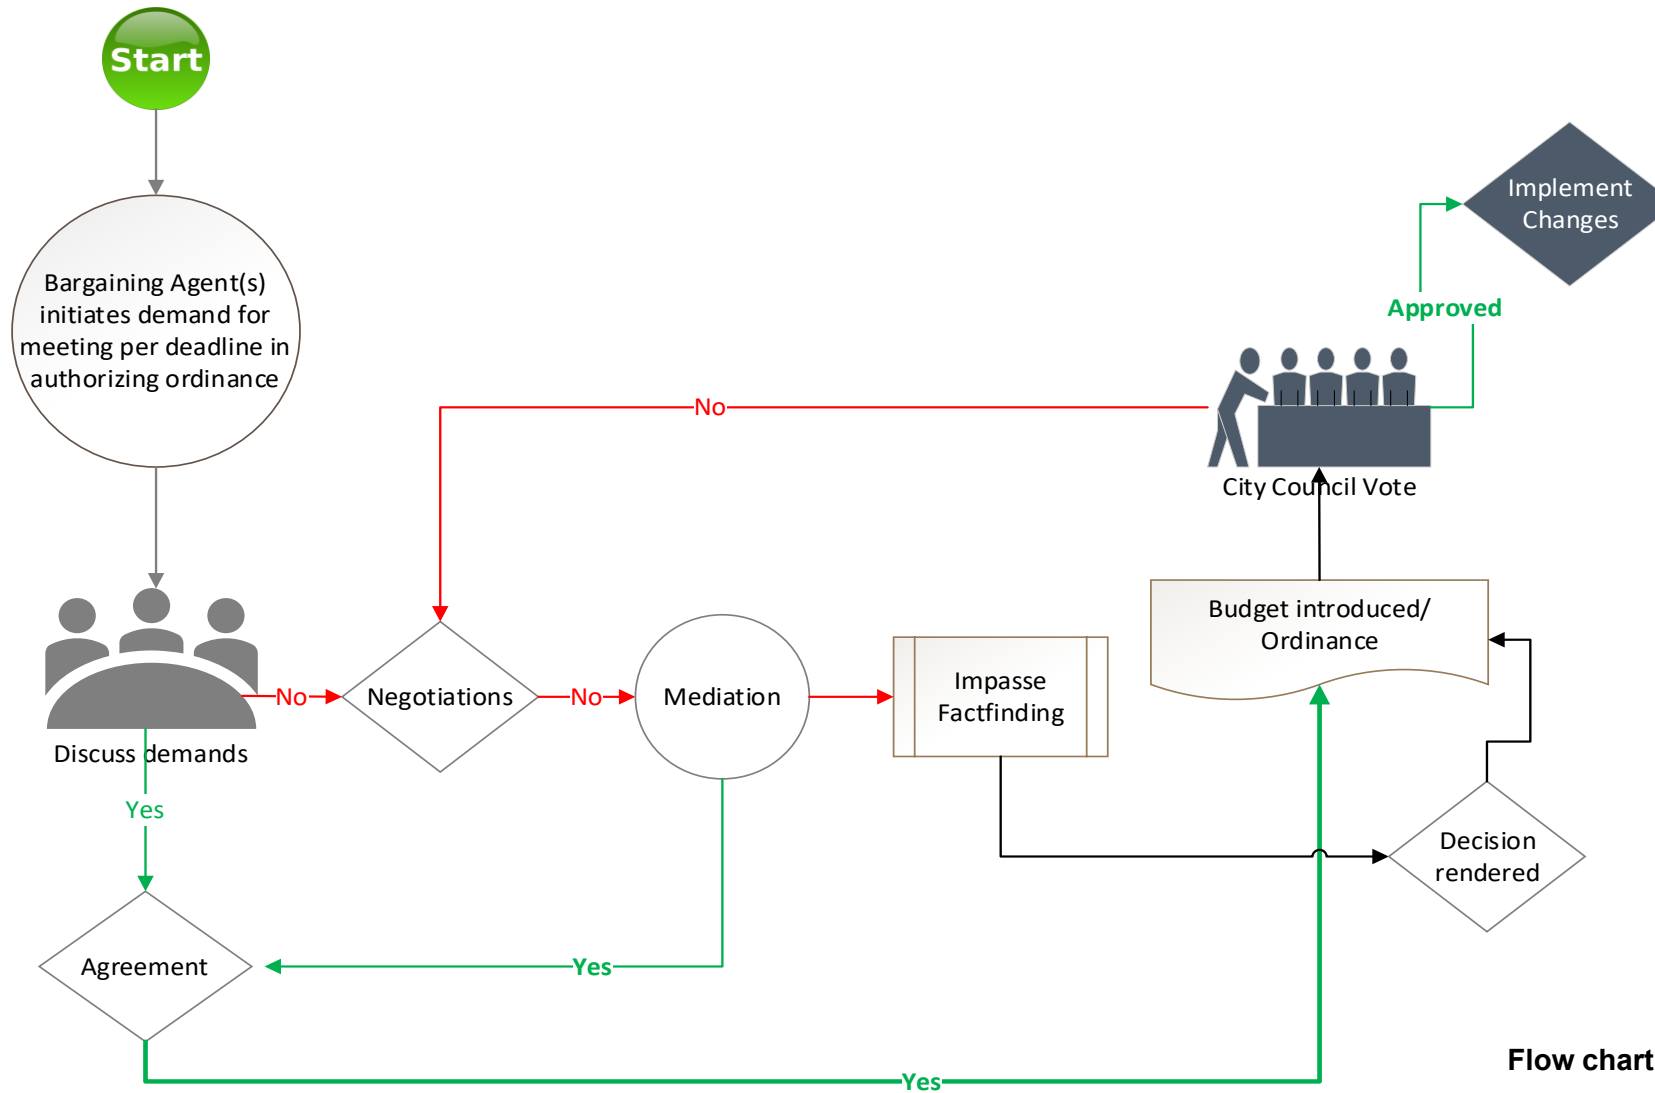 Start
Bargaining Agent(s)
initiates demand for
meeting per deadline in
authorizing ordinance
Implement
Changes
Approved
No
City Council Vote
Budget introduced/
Ordinance
Discuss demands
No
Negotiations
No
Mediation
Impasse
Factfinding
Yes
Decision
rendered
Agreement
Yes
Yes
Flow chart